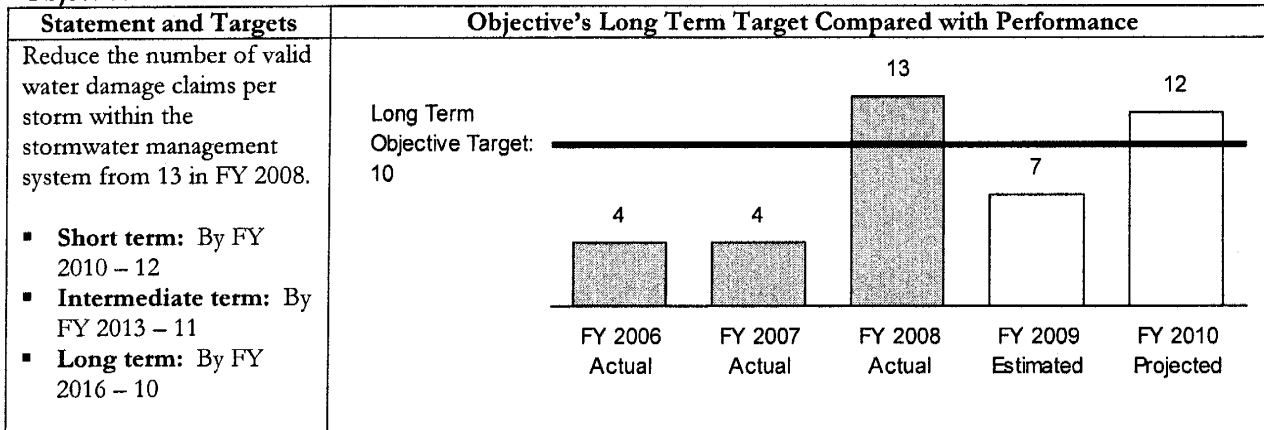 Statement and Targets
Objective's Long Term Target Compared with Performance
Reduce the number of valid
water damage claims per
storm within the
stormwater management
system from 13 in FY 2008.
▪ Short term: By FY
2010 – 12
▪ Intermediate term: By
FY 2013 – 11
▪ Long term: By FY
2016 – 10
Long Term
Objective Target:
10
4
4
13
7
12
FY 2006
Actual
FY 2007
Actual
FY 2008
Actual
FY 2009
Estimated
FY 2010
Projected